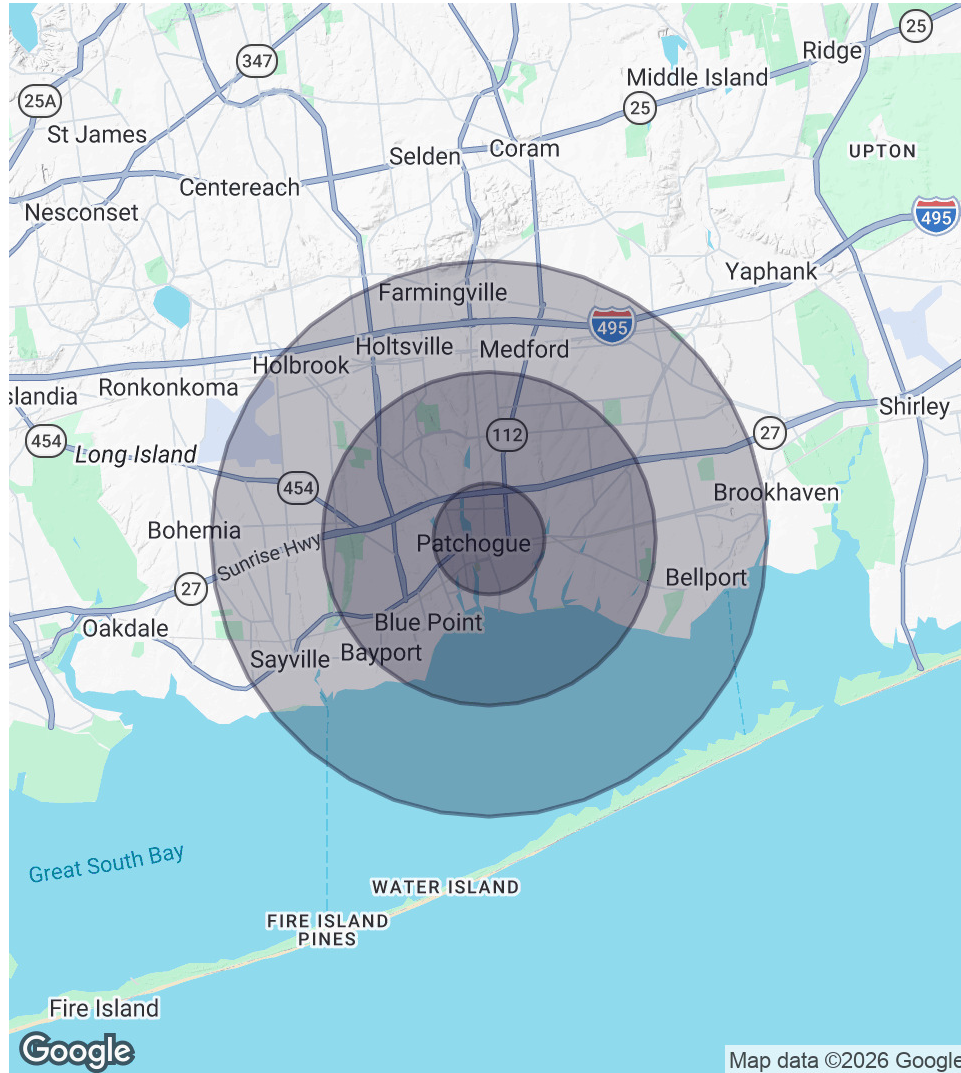 25
Ridge
347
Middle Island
25A
25
St James
Coram
Selden
UPTON
Centereach
Nesconset
495
Yaphank
Farmingville
495
Holtsville
Medford
Holbrook
Ronkonkoma
slandia
Shirley
112
27
454
Long Island
454
Brookhaven
Bohemia
Patchogue
Sunrise Hwy
Bellport
27
Blue Point
Oakdale
Bayport
Sayville
Great South Bay
WATER ISLAND
FIRE ISLAND
PINES
Fire Island
Google
Map data ©2026 Google